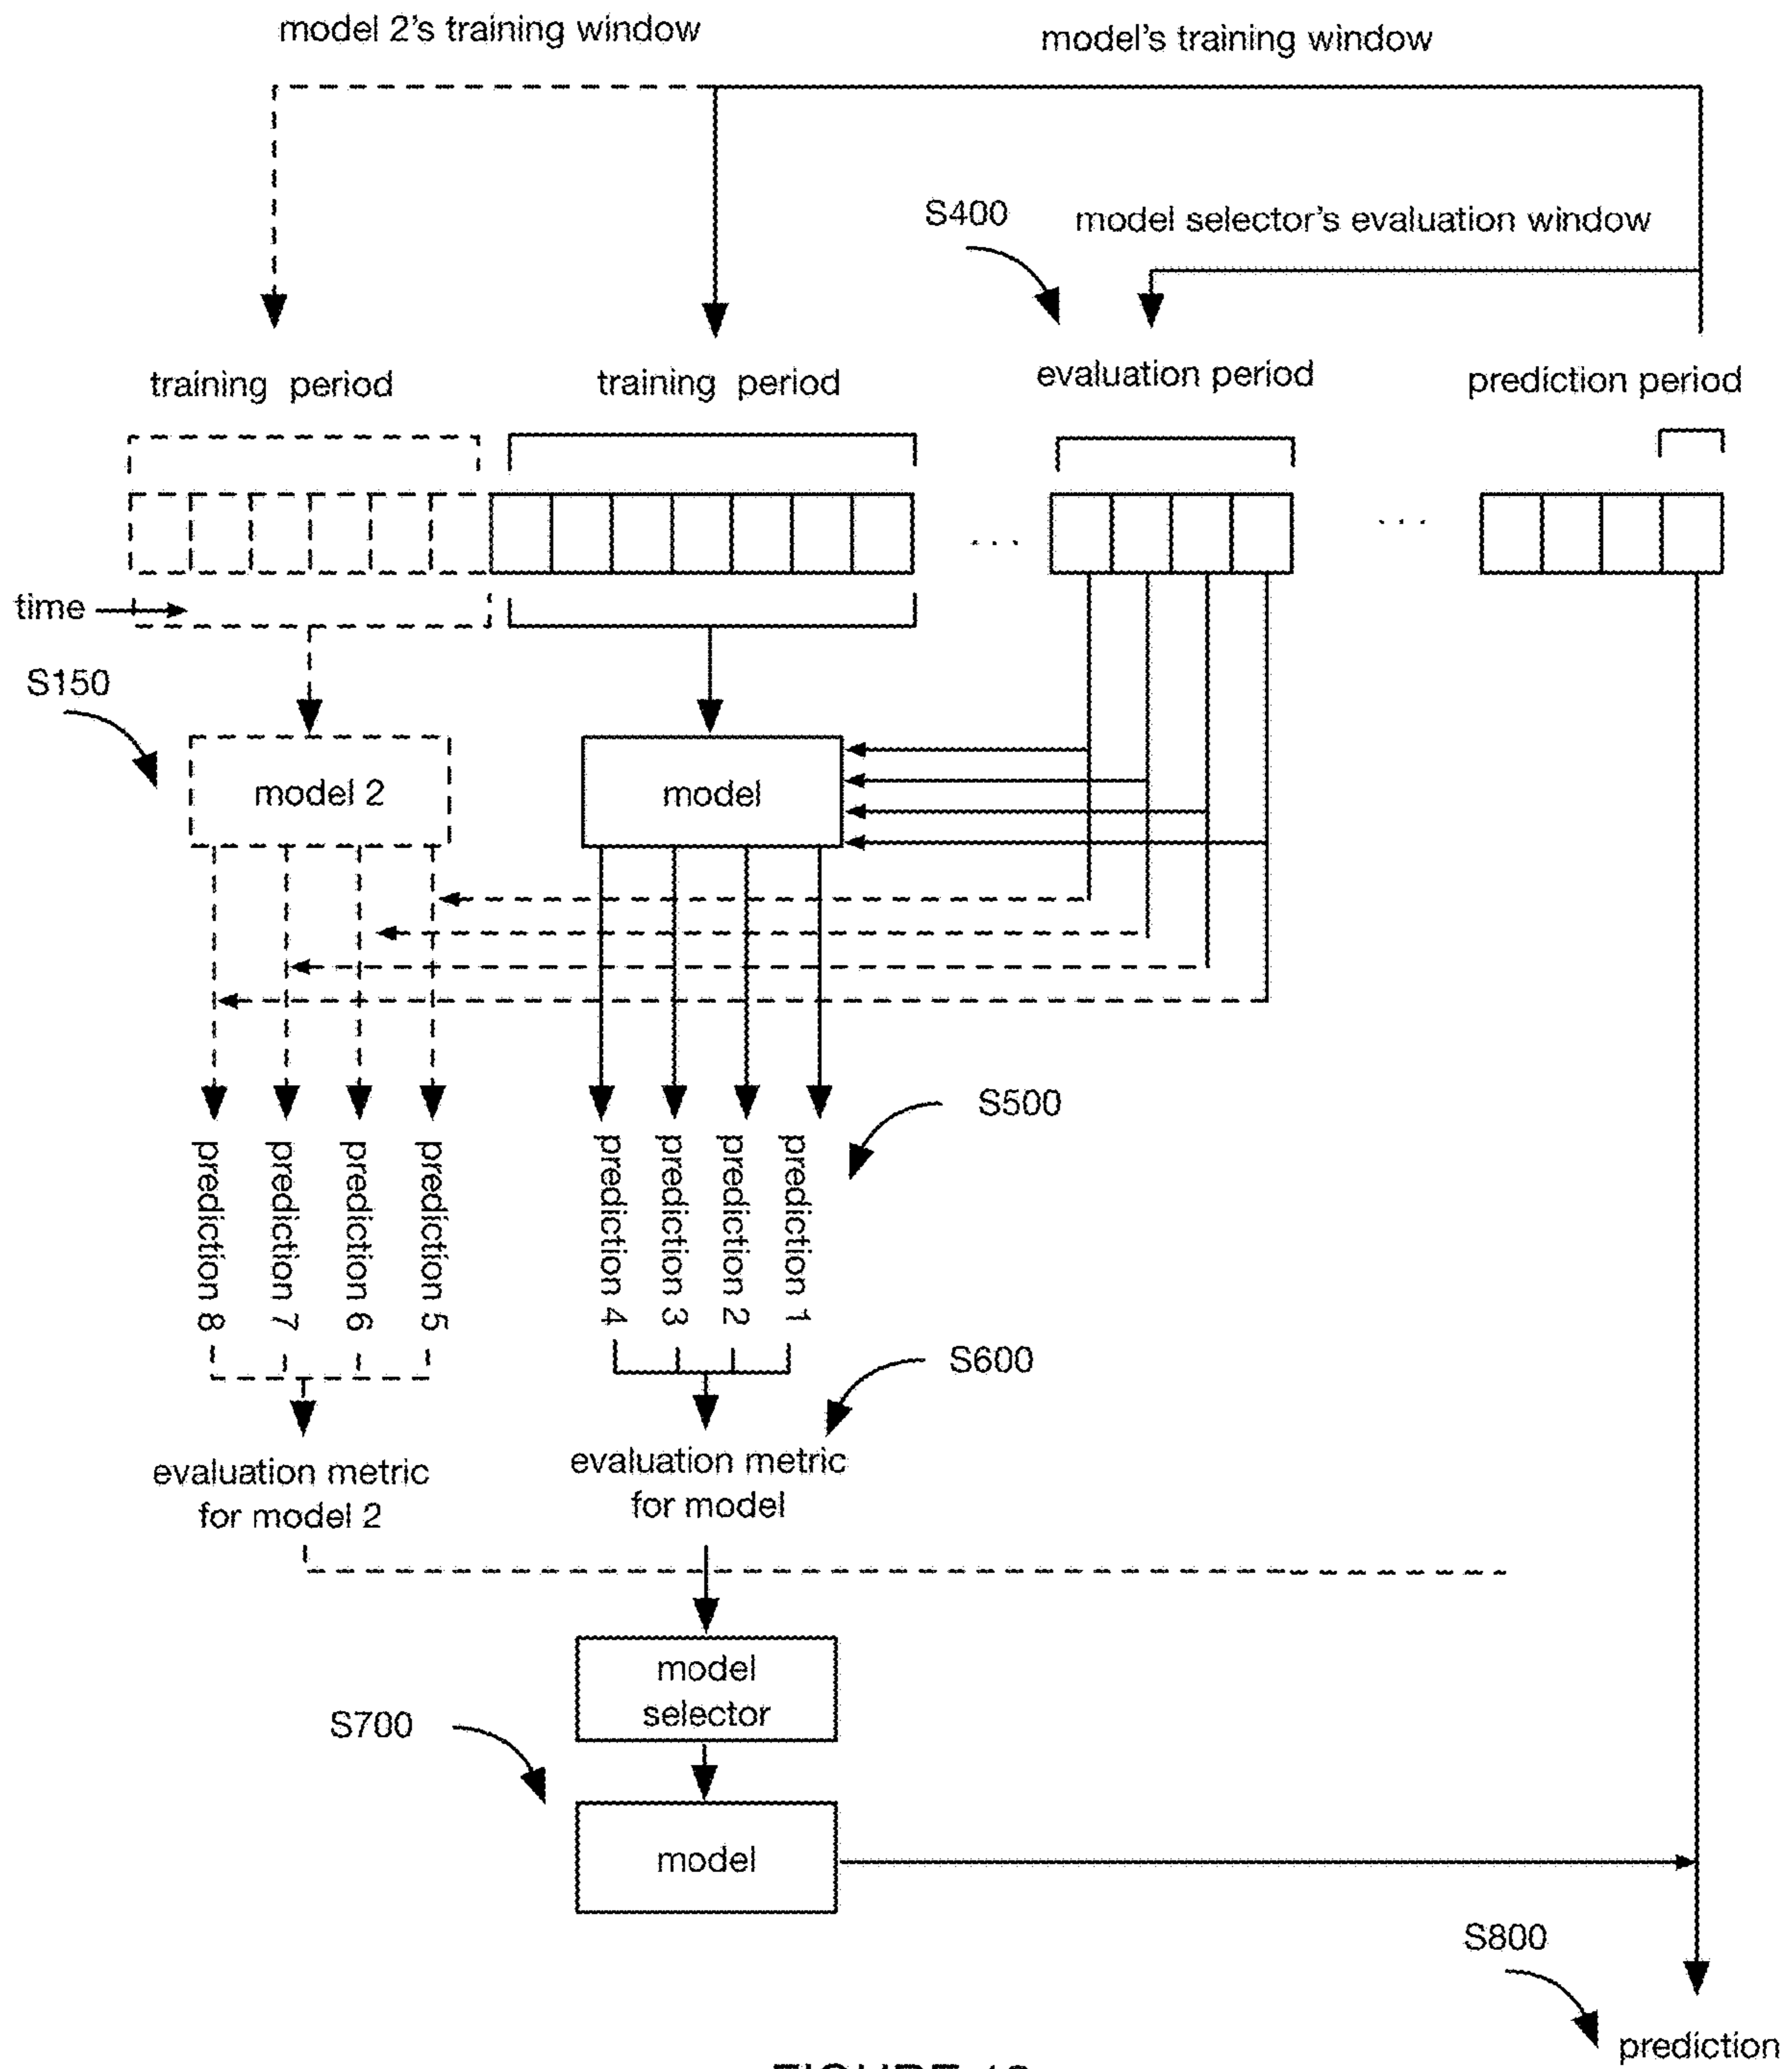 model 2's training window
model's training window
S400
model selector's evaluation window
training period
training period
evaluation period
prediction period
...
...
time
S150
model 2
model
S500
prediction 8
prediction 7
prediction 6
prediction 5
prediction 4
prediction 3
prediction 2
prediction 1
S600
evaluation metric
for model 2
evaluation metric
for model
model
selector
S700
model
S800
prediction